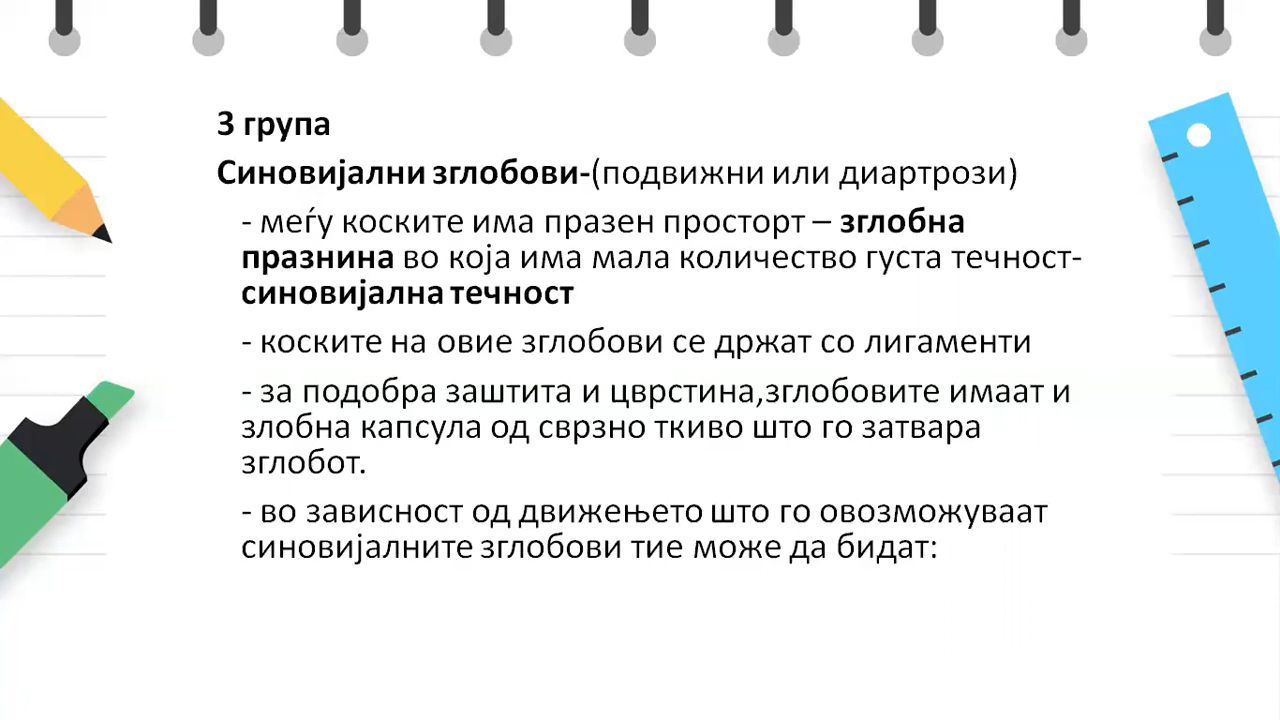 3 група
Синовијални зглобови-(подвижни или диартрози)
- меѓу коските има празен просторт – зглобна
празнина во која има мала количество густа течност-
синовијална течност
- коските на овие зглобови се држат со лигаменти
- за подобра заштита и цврстина,зглобовите имаат и
злобна капсула од сврзно ткиво што го затвара
зглобот.
- во зависност од движењето што го овозможуваат
синовијалните зглобови тие може да бидат: